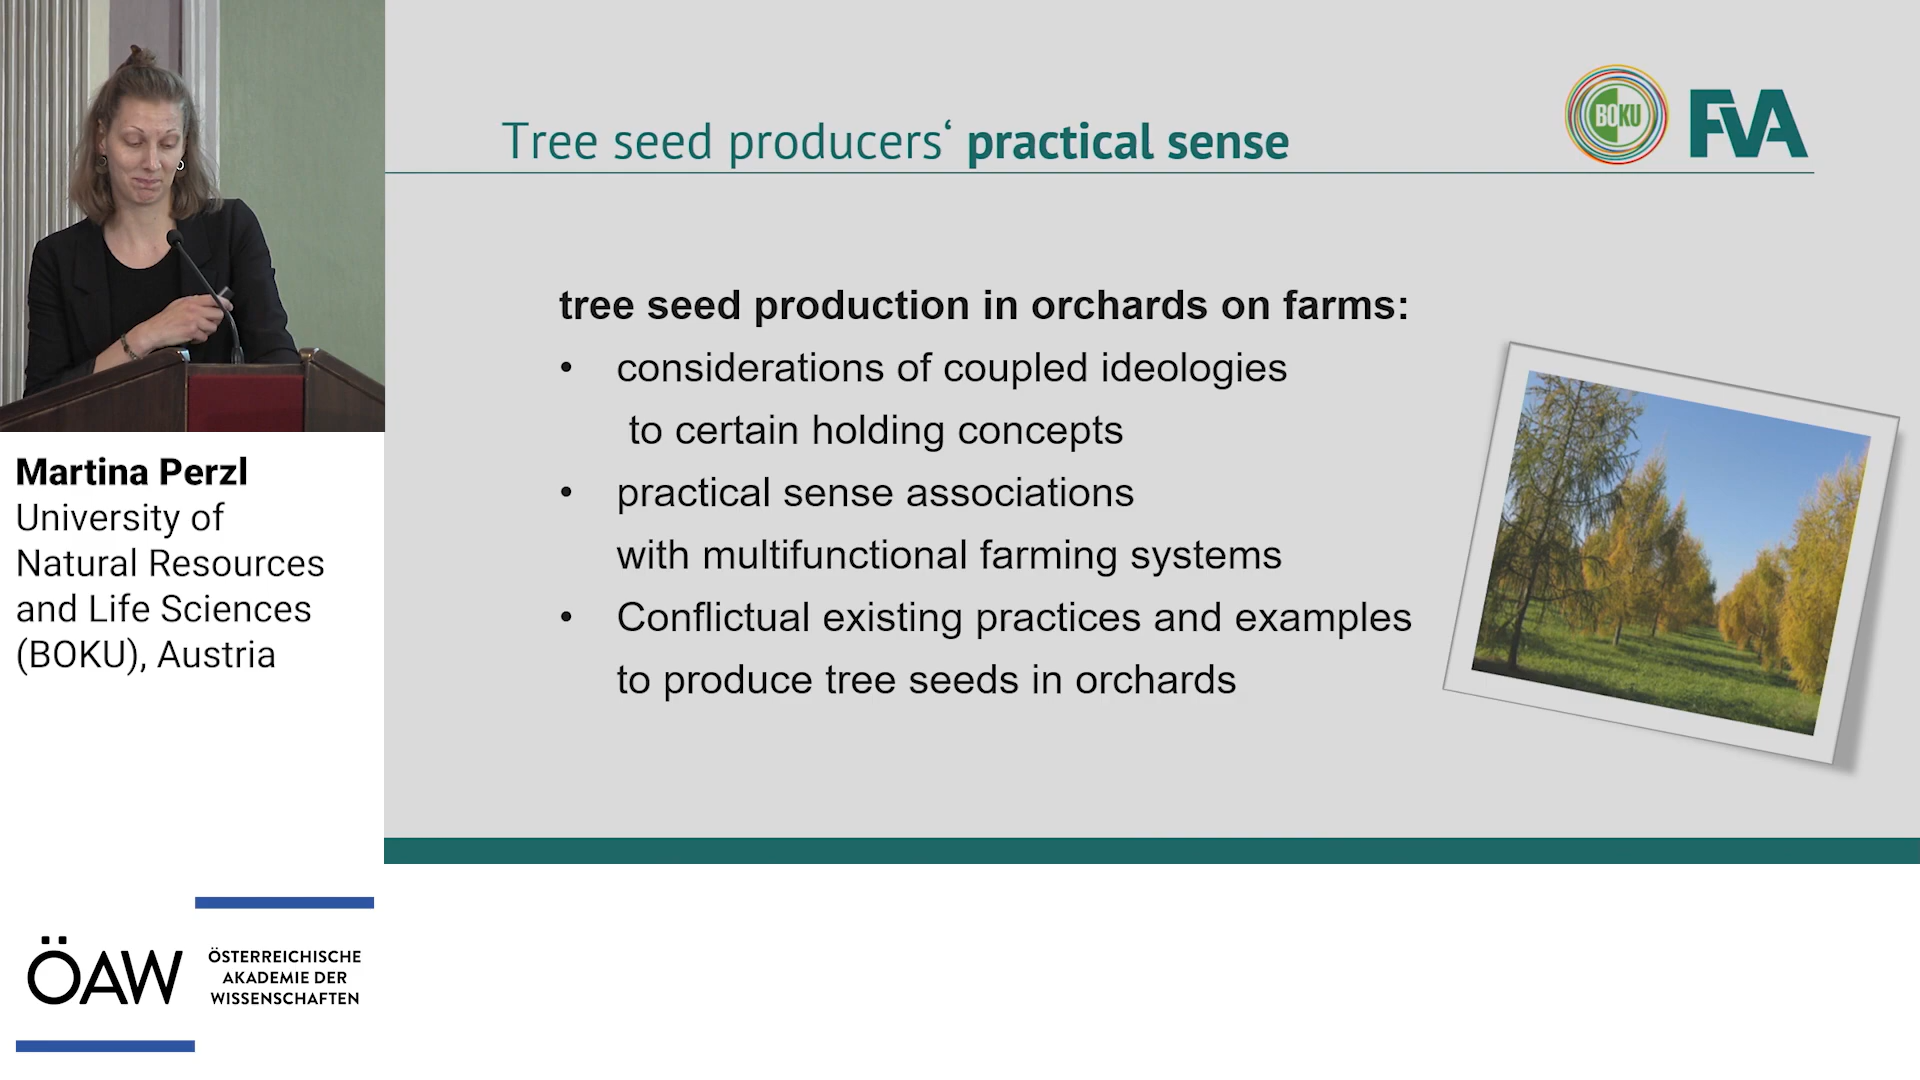 Tree seed producers‘ practical sense
BOKU
FVA
tree seed production in orchards on farms:
• considerations of coupled ideologies
to certain holding concepts
• practical sense associations
with multifunctional farming systems
• Conflictual existing practices and examples
to produce tree seeds in orchards
Martina Perzl
University of
Natural Resources
and Life Sciences
(BOKU), Austria
ÖAW
ÖSTERREICHISCHE
AKADEMIE DER
WISSENSCHAFTEN